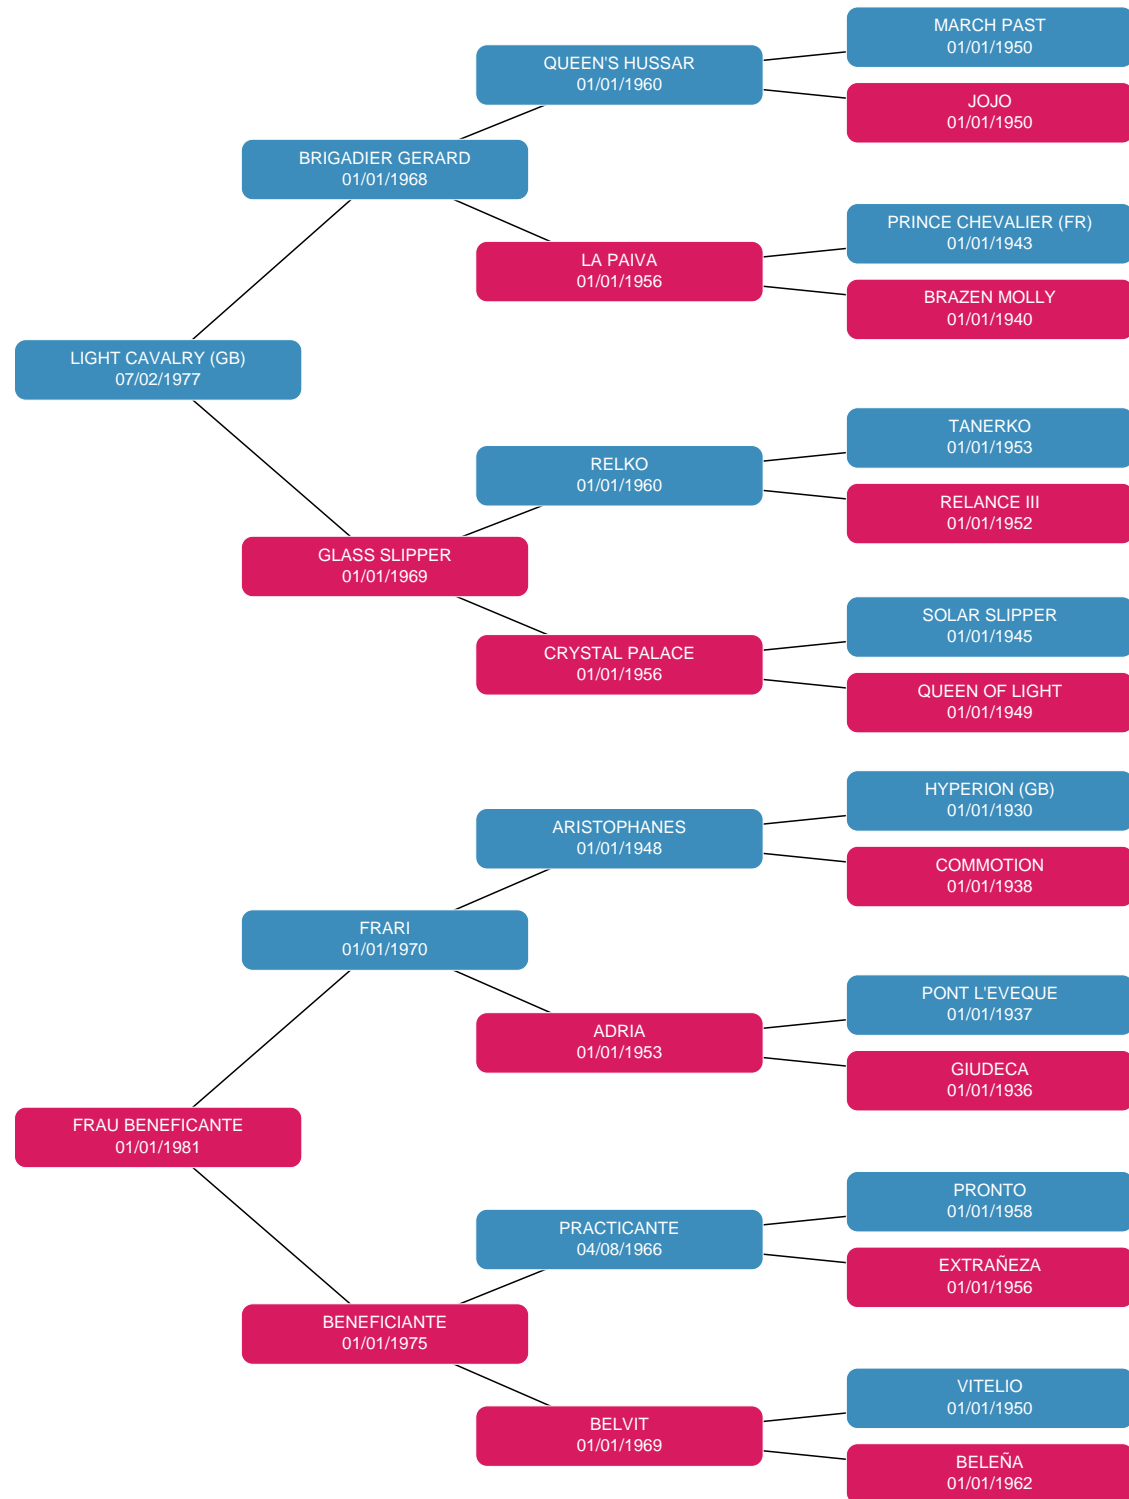 MARCH PAST
01/01/1950
QUEEN'S HUSSAR
01/01/1960
JOJO
01/01/1950
BRIGADIER GERARD
01/01/1968
PRINCE CHEVALIER (FR)
01/01/1943
LA PAIVA
01/01/1956
BRAZEN MOLLY
01/01/1940
LIGHT CAVALRY (GB)
07/02/1977
TANERKO
01/01/1953
RELKO
01/01/1960
RELANCE III
01/01/1952
GLASS SLIPPER
01/01/1969
SOLAR SLIPPER
01/01/1945
CRYSTAL PALACE
01/01/1956
QUEEN OF LIGHT
01/01/1949
HYPERION (GB)
01/01/1930
ARISTOPHANES
01/01/1948
COMMOTION
01/01/1938
FRARI
01/01/1970
PONT L'EVEQUE
01/01/1937
ADRIA
01/01/1953
GIUDECA
01/01/1936
FRAU BENEFICANTE
01/01/1981
PRONTO
01/01/1958
PRACTICANTE
04/08/1966
EXTRAÑEZA
01/01/1956
BENEFICIANTE
01/01/1975
VITELIO
01/01/1950
BELVIT
01/01/1969
BELEÑA
01/01/1962